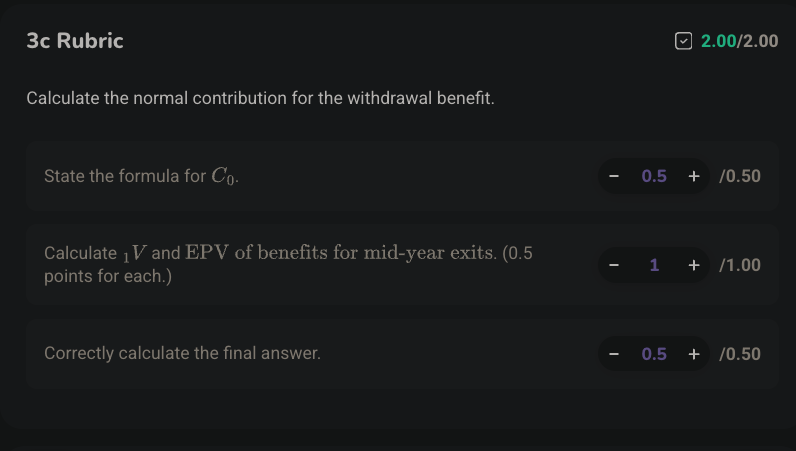 3c Rubric 2.00/2.00
Calculate the normal contribution for the withdrawal benefit.
State the formula for C₀. − 0.5 + /0.50
Calculate ₁V and EPV of benefits for mid-year exits. (0.5
points for each.) − 1 + /1.00
Correctly calculate the final answer. − 0.5 + /0.50